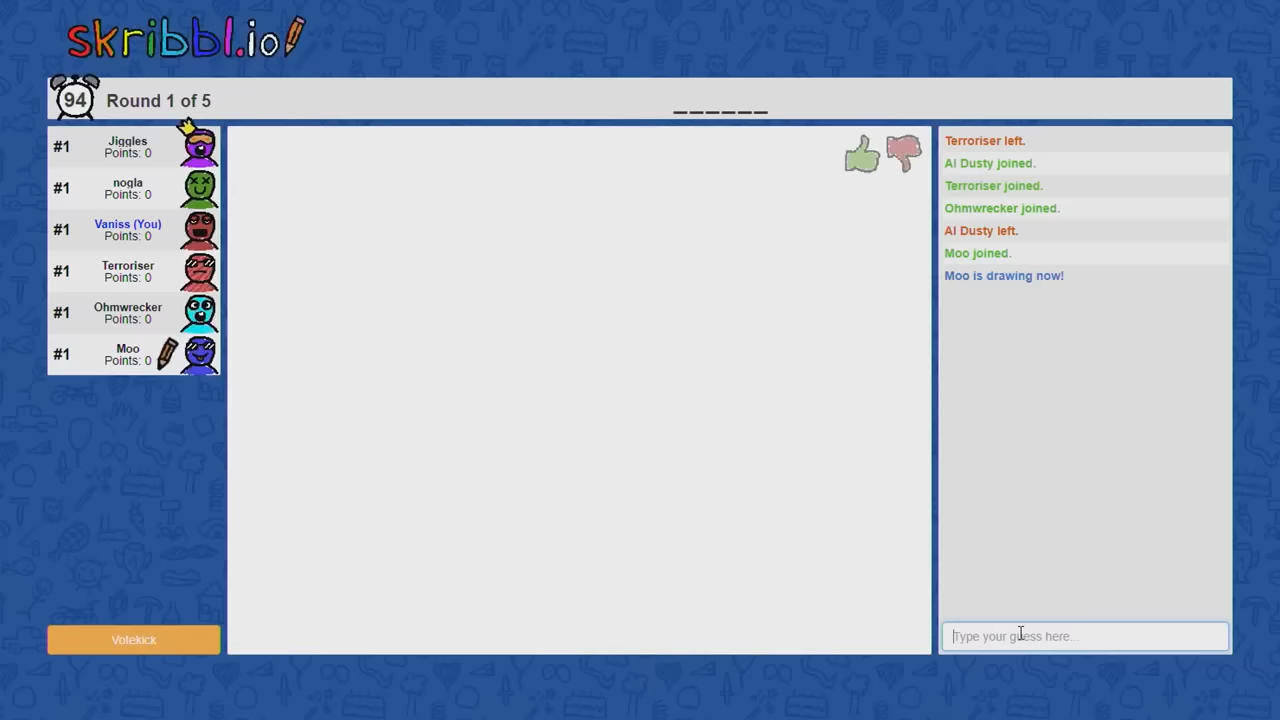 skribbl.io
94
Round 1 of 5
______
#1 Jiggles
Points: 0
#1 nogla
Points: 0
#1 Vaniss (You)
Points: 0
#1 Terroriser
Points: 0
#1 Ohmwrecker
Points: 0
#1 Moo
Points: 0
Votekick
Terroriser left.
AI Dusty joined.
Terroriser joined.
Ohmwrecker joined.
AI Dusty left.
Moo joined.
Moo is drawing now!
Type your guess here...